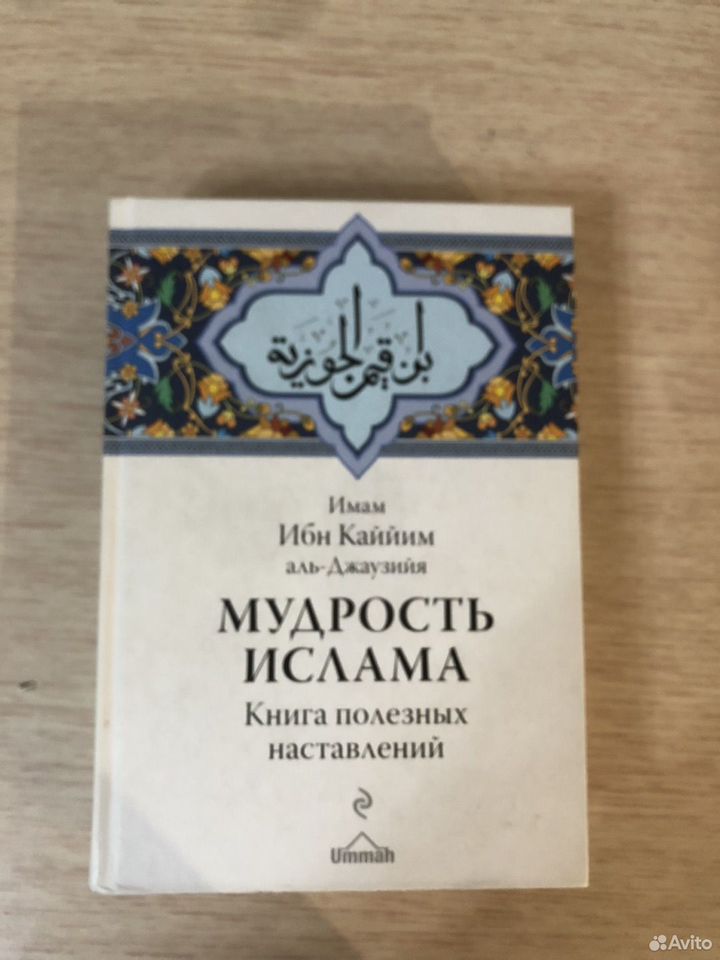 ابن قيم الجوزية
Имам
Ибн Каййим
аль-Джаузийя
МУДРОСТЬ
ИСЛАМА
Книга полезных
наставлений
Ummah
Avito